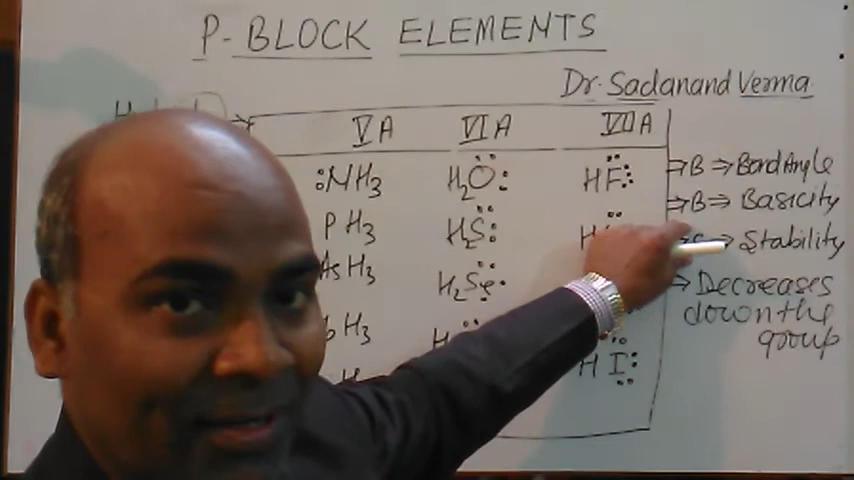 P-BLOCK ELEMENTS
Dr. Sadanand Verma
VA VIA VIIA
NH3 H2O HF
PH3 H2S
AsH3 H2Se
H3
HI
⇒ B ⇒ Bond Angle
⇒ B ⇒ Basicity
⇒ Stability
⇒ Decreases
down the
group